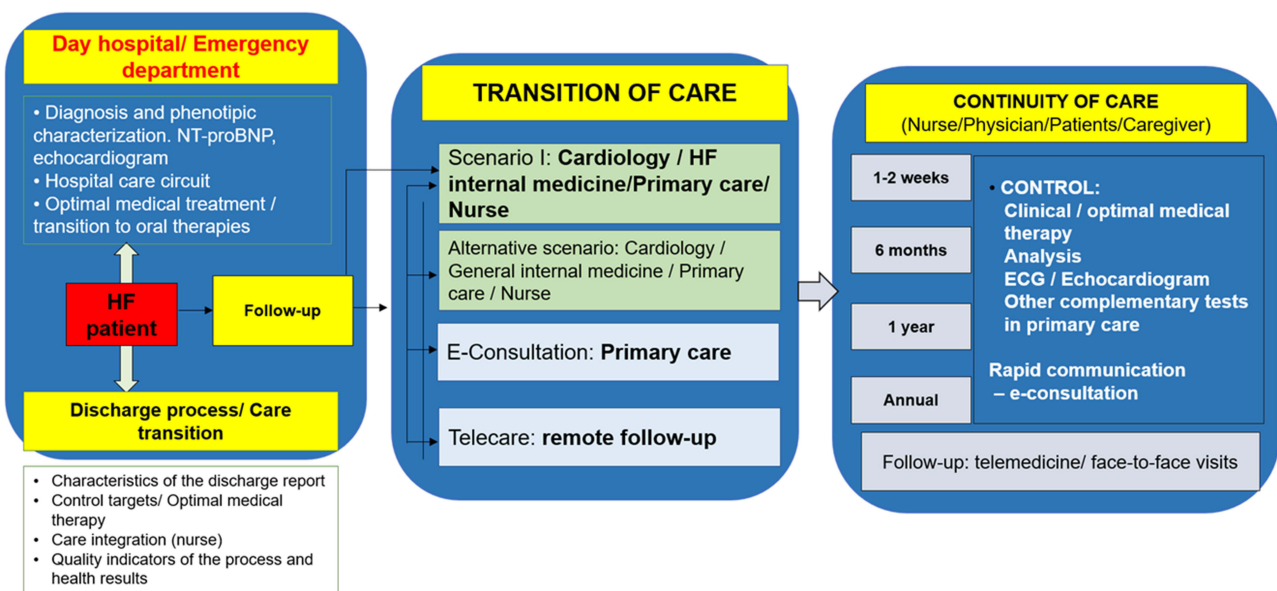 Day hospital/ Emergency
department
• Diagnosis and phenotipic
characterization. NT-proBNP,
echocardiogram
• Hospital care circuit
• Optimal medical treatment /
transition to oral therapies
HF
patient
Follow-up
Discharge process/ Care
transition
• Characteristics of the discharge report
• Control targets/ Optimal medical
therapy
• Care integration (nurse)
• Quality indicators of the process and
health results
TRANSITION OF CARE
Scenario I: Cardiology / HF
internal medicine/Primary care/
Nurse
Alternative scenario: Cardiology /
General internal medicine / Primary
care / Nurse
E-Consultation: Primary care
Telecare: remote follow-up
CONTINUITY OF CARE
(Nurse/Physician/Patients/Caregiver)
1-2 weeks
6 months
1 year
Annual
• CONTROL:
Clinical / optimal medical
therapy
Analysis
ECG / Echocardiogram
Other complementary tests
in primary care
Rapid communication
– e-consultation
Follow-up: telemedicine/ face-to-face visits